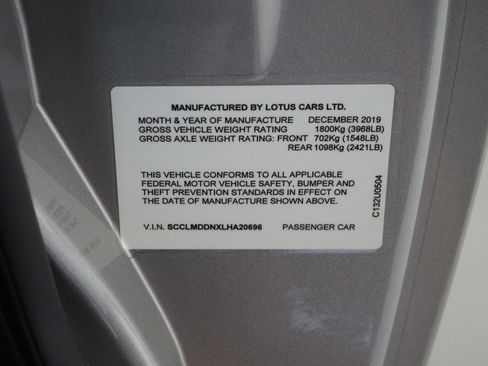 MANUFACTURED BY LOTUS CARS LTD.
MONTH & YEAR OF MANUFACTURE DECEMBER 2019
GROSS VEHICLE WEIGHT RATING 1800Kg (3968LB)
GROSS AXLE WEIGHT RATING: FRONT 702Kg (1548LB)
REAR 1098Kg (2421LB)
THIS VEHICLE CONFORMS TO ALL APPLICABLE
FEDERAL MOTOR VEHICLE SAFETY, BUMPER AND
THEFT PREVENTION STANDARDS IN EFFECT ON
THE DATE OF MANUFACTURE SHOWN ABOVE.
V.I.N. SCCLMDDNXLHA20696 PASSENGER CAR
C132U0504